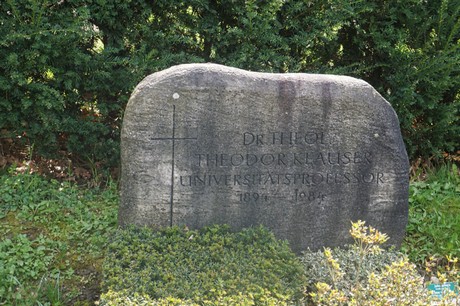 DR. THEOL.
THEODOR KLAUSER
UNIVERSITÄTSPROFESSOR
1894 – 1984